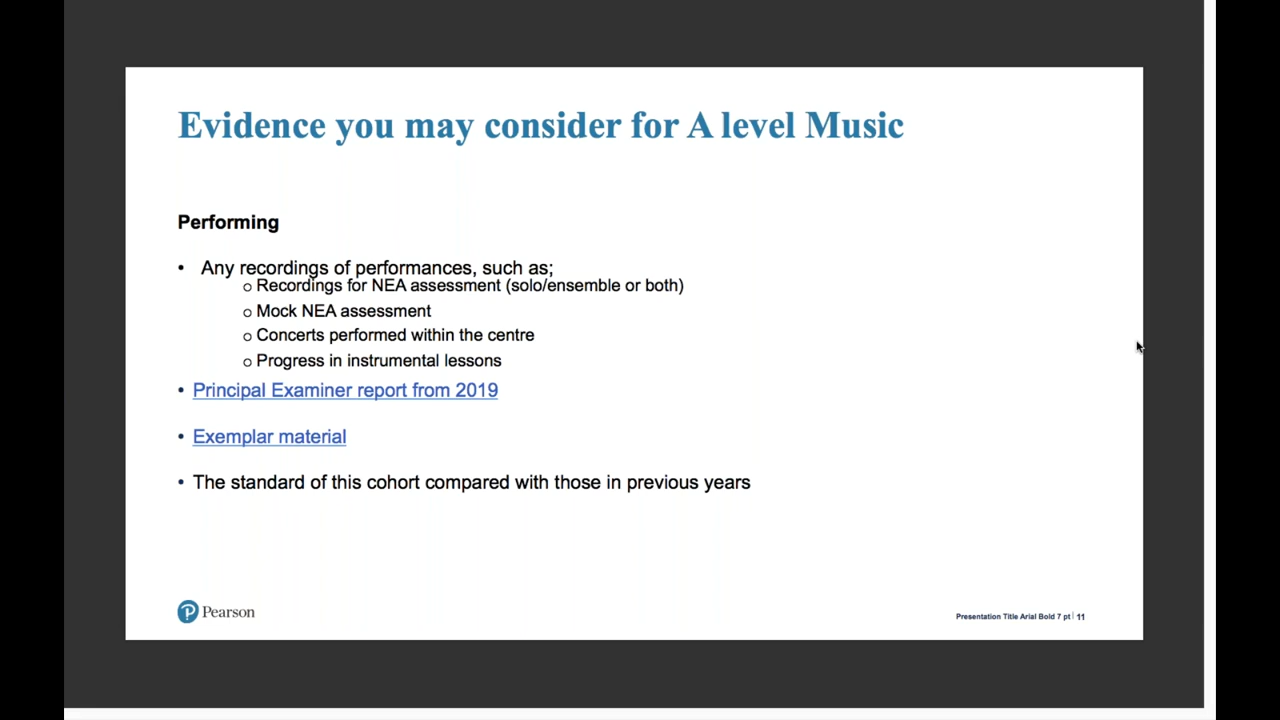 Evidence you may consider for A level Music
Performing
• Any recordings of performances, such as;
o Recordings for NEA assessment (solo/ensemble or both)
o Mock NEA assessment
o Concerts performed within the centre
o Progress in instrumental lessons
• Principal Examiner report from 2019
• Exemplar material
• The standard of this cohort compared with those in previous years
Pearson
Presentation Title Arial Bold 7 pt | 11